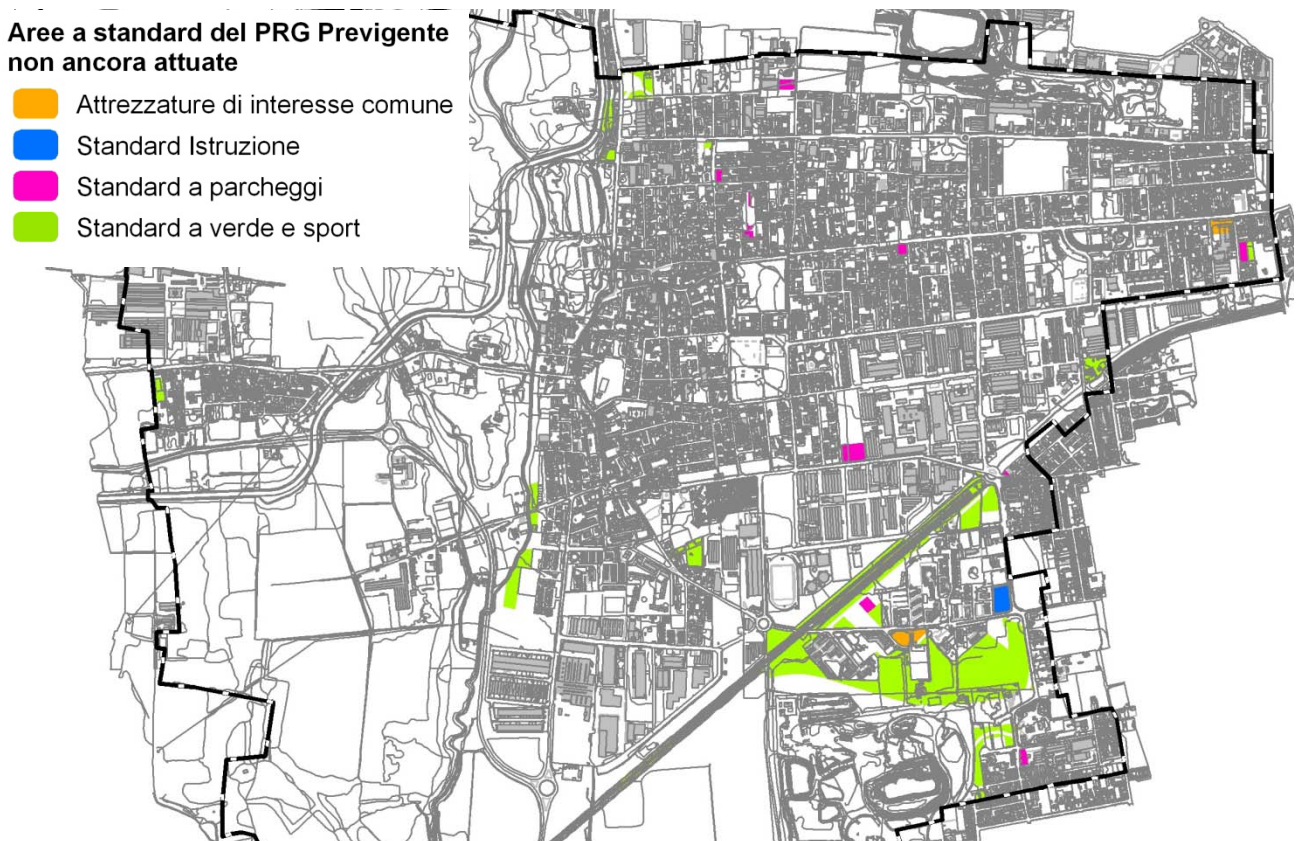 Aree a standard del PRG Previgente
non ancora attuate
Attrezzature di interesse comune
Standard Istruzione
Standard a parcheggi
Standard a verde e sport